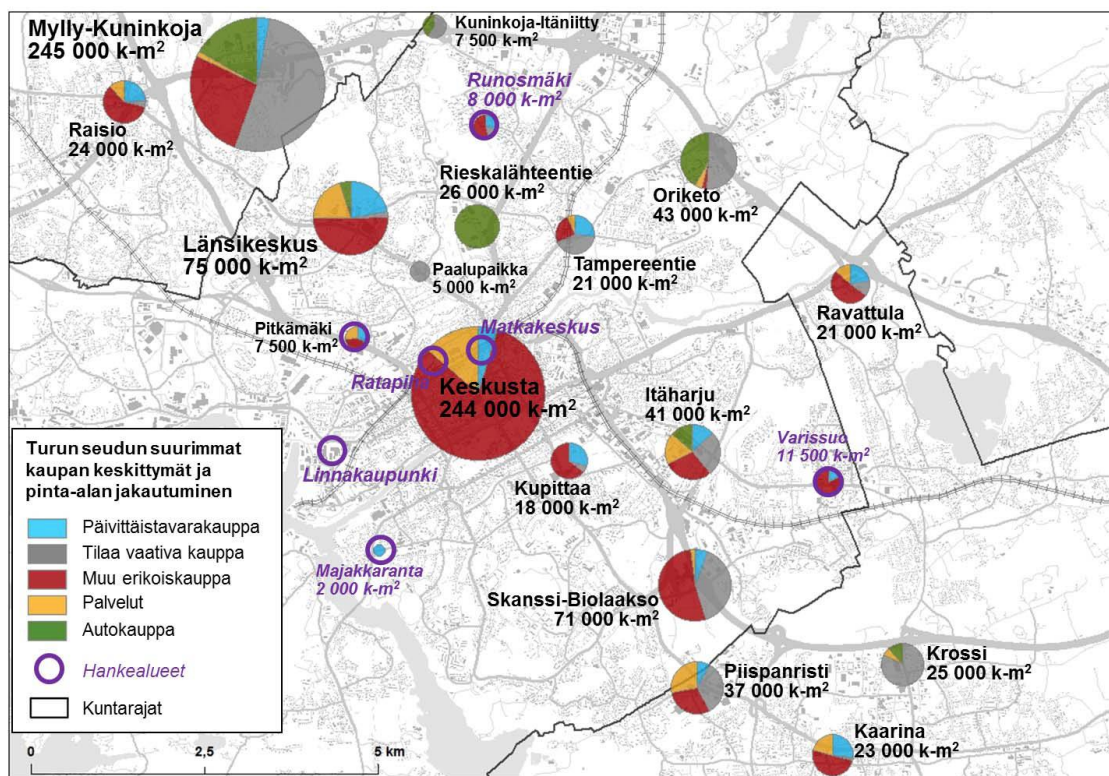 Mylly-Kuninkoja
245 000 k-m²
Kuninkoja-Itäniitty
7 500 k-m²
Raisio
24 000 k-m²
Runosmäki
8 000 k-m²
Rieskalähteentie
26 000 k-m²
Oriketo
43 000 k-m²
Länsikeskus
75 000 k-m²
Paalupaikka
5 000 k-m²
Tampereentie
21 000 k-m²
Ravattula
21 000 k-m²
Pitkämäki
7 500 k-m²
Matkakeskus
Ratapiha
Keskusta
244 000 k-m²
Itäharju
41 000 k-m²
Varissuo
11 500 k-m²
Linnakaupunki
Kupittaa
18 000 k-m²
Majakkaranta
2 000 k-m²
Skanssi-Biolaakso
71 000 k-m²
Piispanristi
37 000 k-m²
Krossi
25 000 k-m²
Kaarina
23 000 k-m²
Turun seudun suurimmat
kaupan keskittymät ja
pinta-alan jakautuminen
Päivittäistavarakauppa
Tilaa vaativa kauppa
Muu erikoiskauppa
Palvelut
Autokauppa
Hankealueet
Kuntarajat
0 2,5 5 km